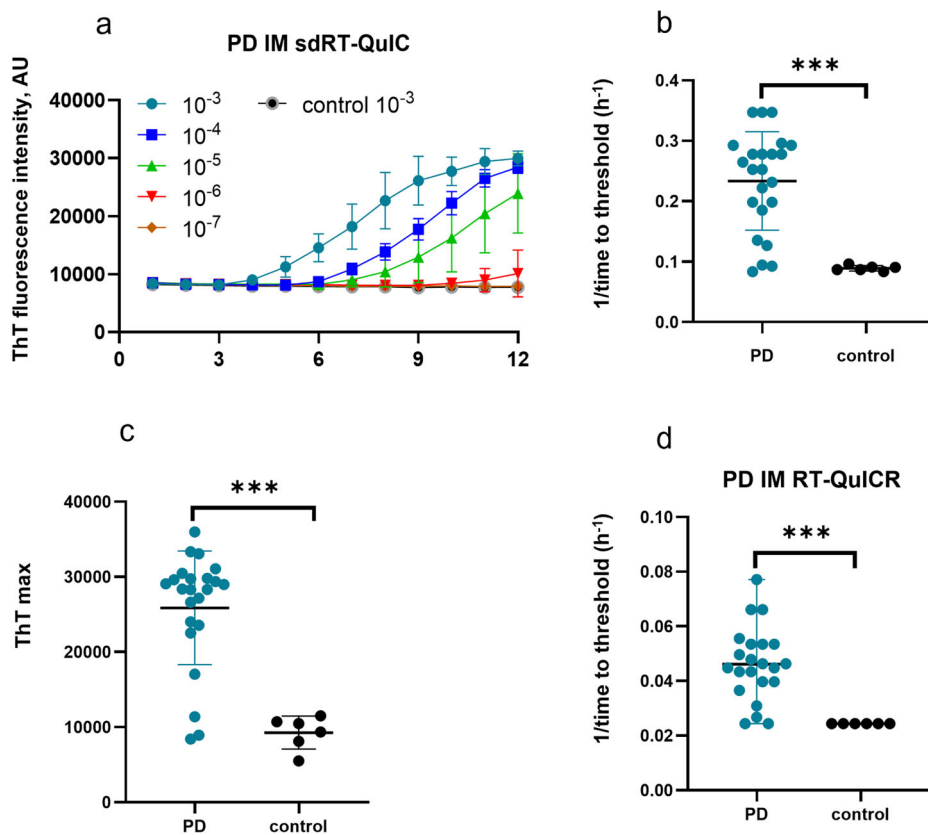 a
PD IM sdRT-QuIC
ThT fluorescence intensity, AU
40000
30000
20000
10000
0
10⁻³
10⁻⁴
10⁻⁵
10⁻⁶
10⁻⁷
control 10⁻³
0 3 6 9 12
b
1/time to threshold (h⁻¹)
0.4
0.3
0.2
0.1
0.0
***
PD control
c
ThT max
40000
30000
20000
10000
0
***
PD control
d
PD IM RT-QuICR
1/time to threshold (h⁻¹)
0.10
0.08
0.06
0.04
0.02
0.00
***
PD control